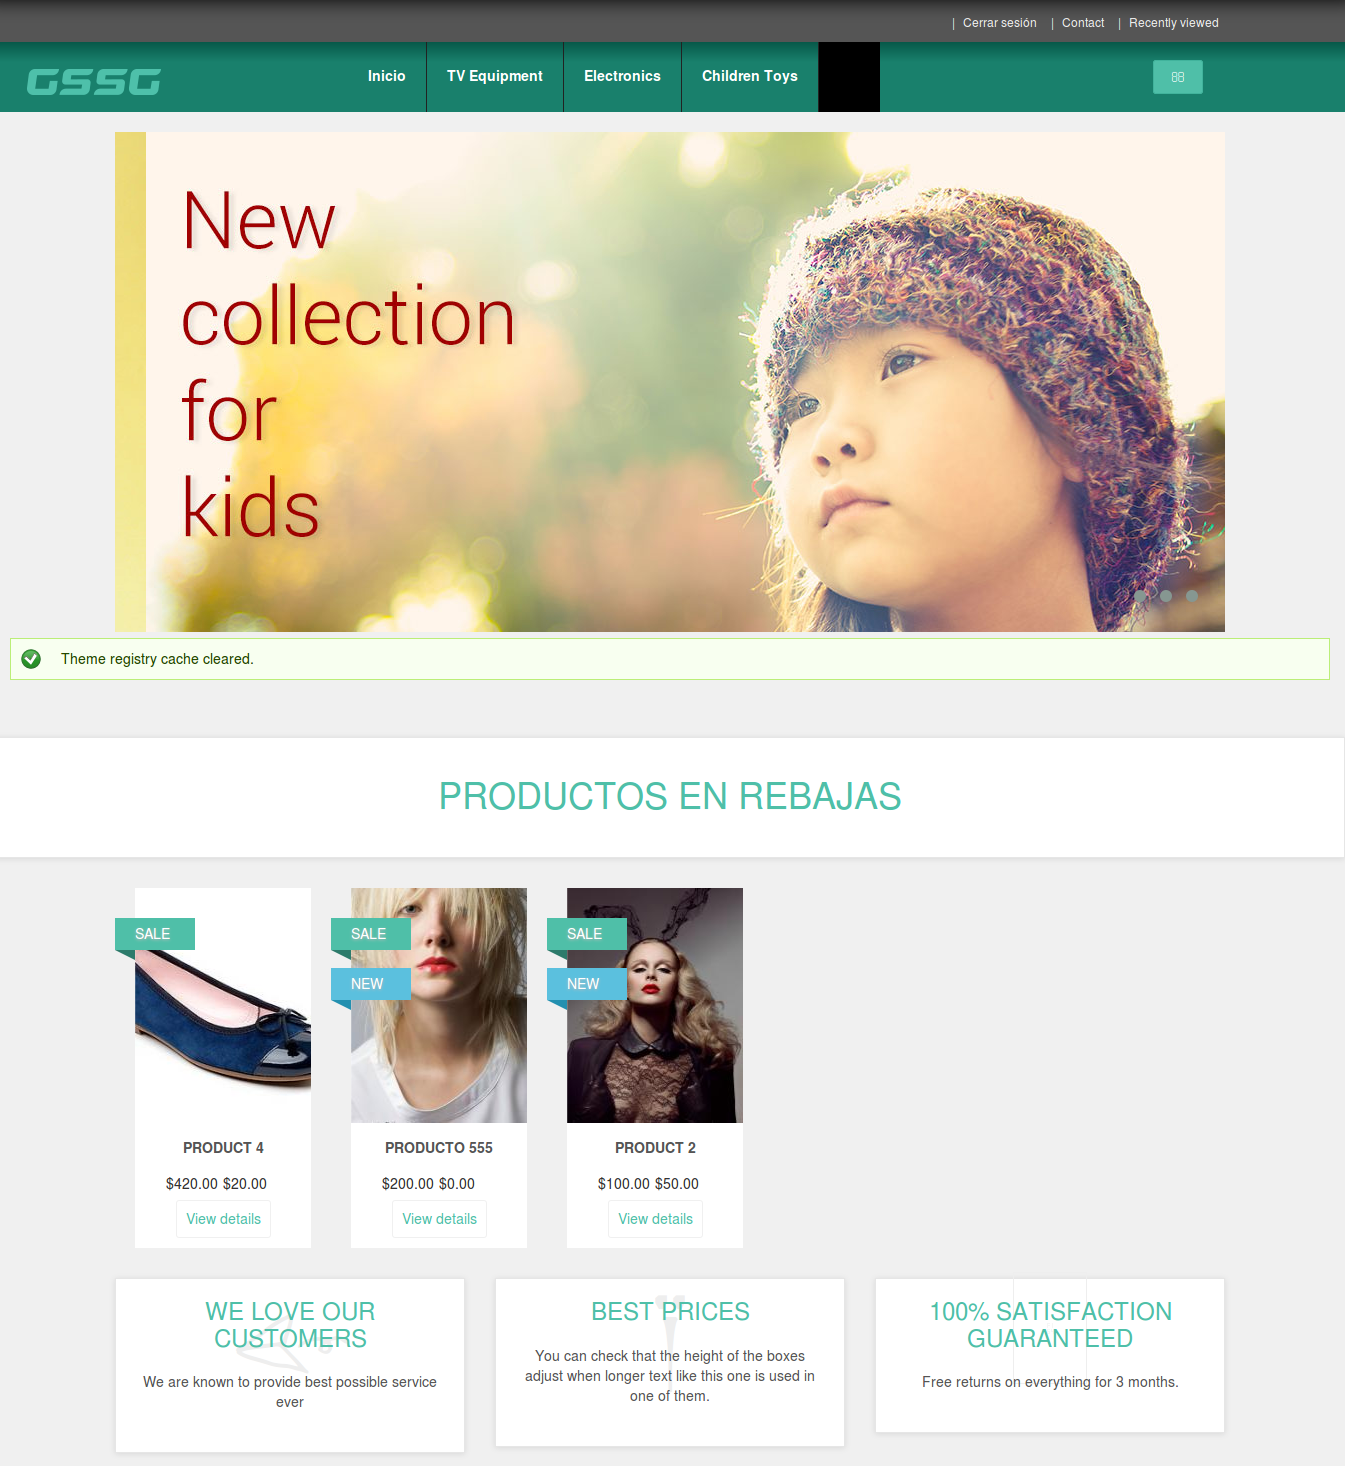 | Cerrar sesión | Contact | Recently viewed
GSSG
Inicio
TV Equipment
Electronics
Children Toys
New
collection
for
kids
Theme registry cache cleared.
PRODUCTOS EN REBAJAS
SALE
SALE
NEW
SALE
NEW
PRODUCT 4
$420.00 $20.00
View details
PRODUCTO 555
$200.00 $0.00
View details
PRODUCT 2
$100.00 $50.00
View details
WE LOVE OUR
CUSTOMERS
We are known to provide best possible service
ever
BEST PRICES
You can check that the height of the boxes
adjust when longer text like this one is used in
one of them.
100% SATISFACTION
GUARANTEED
Free returns on everything for 3 months.